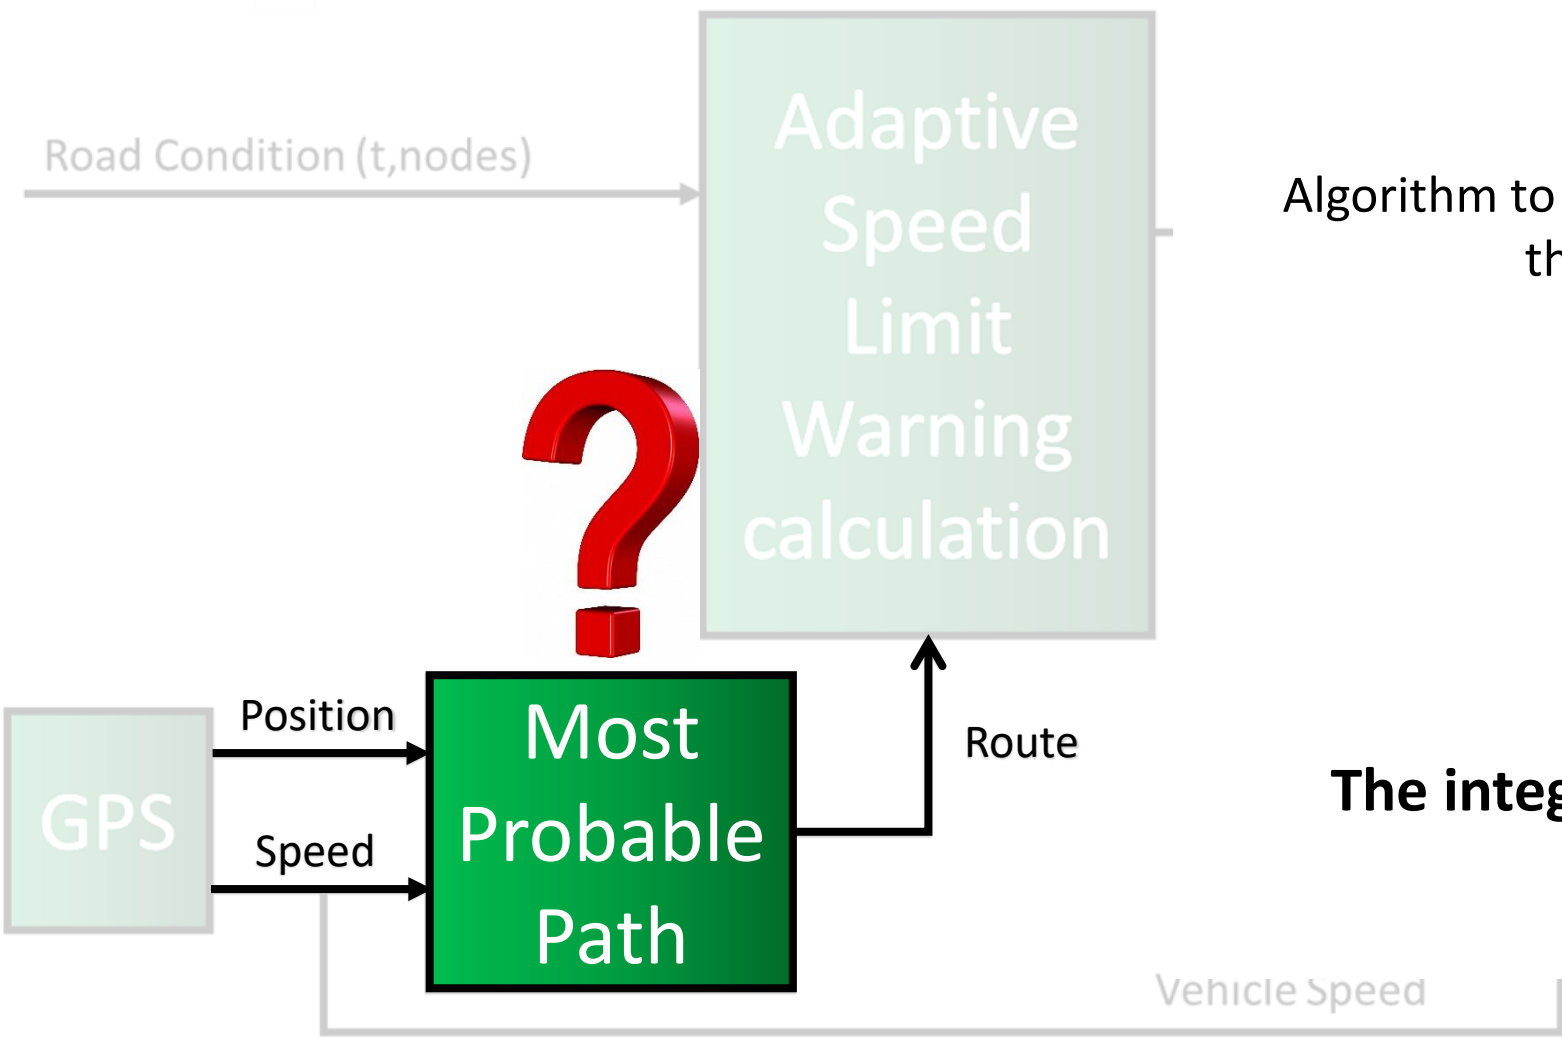 Road Condition (t,nodes)
Adaptive
Speed
Limit
Warning
calculation
Algorithm to
Position
Speed
GPS
Most
Probable
Path
Route
The
Vehicle Speed